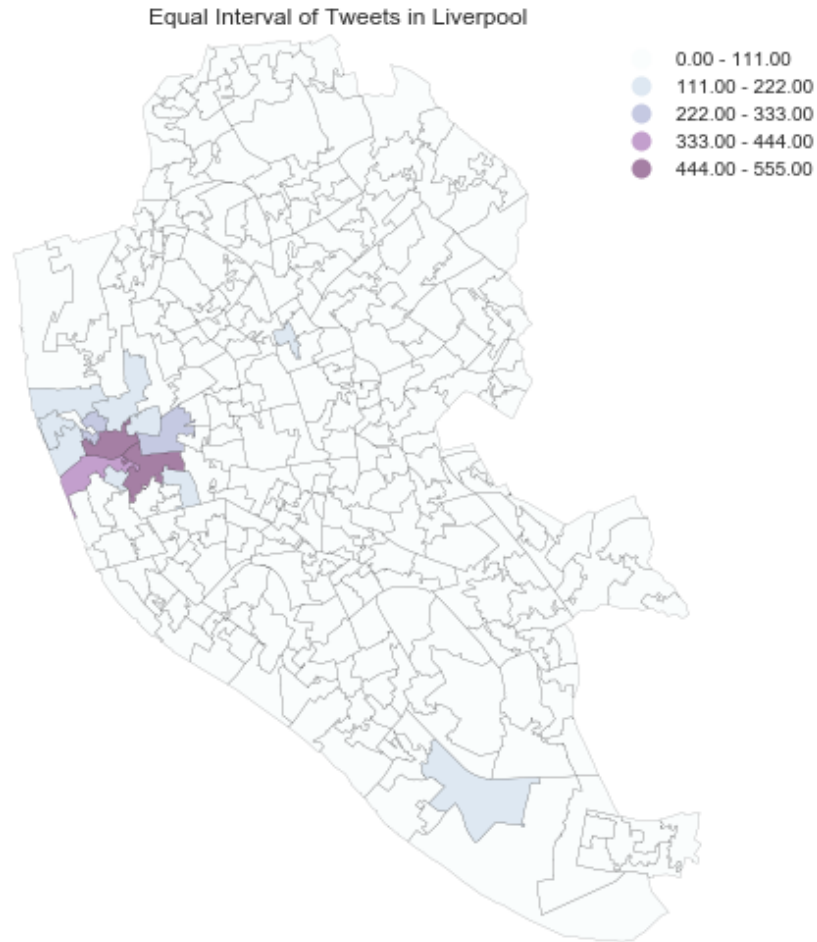 Equal Interval of Tweets in Liverpool
0.00 - 111.00
111.00 - 222.00
222.00 - 333.00
333.00 - 444.00
444.00 - 555.00